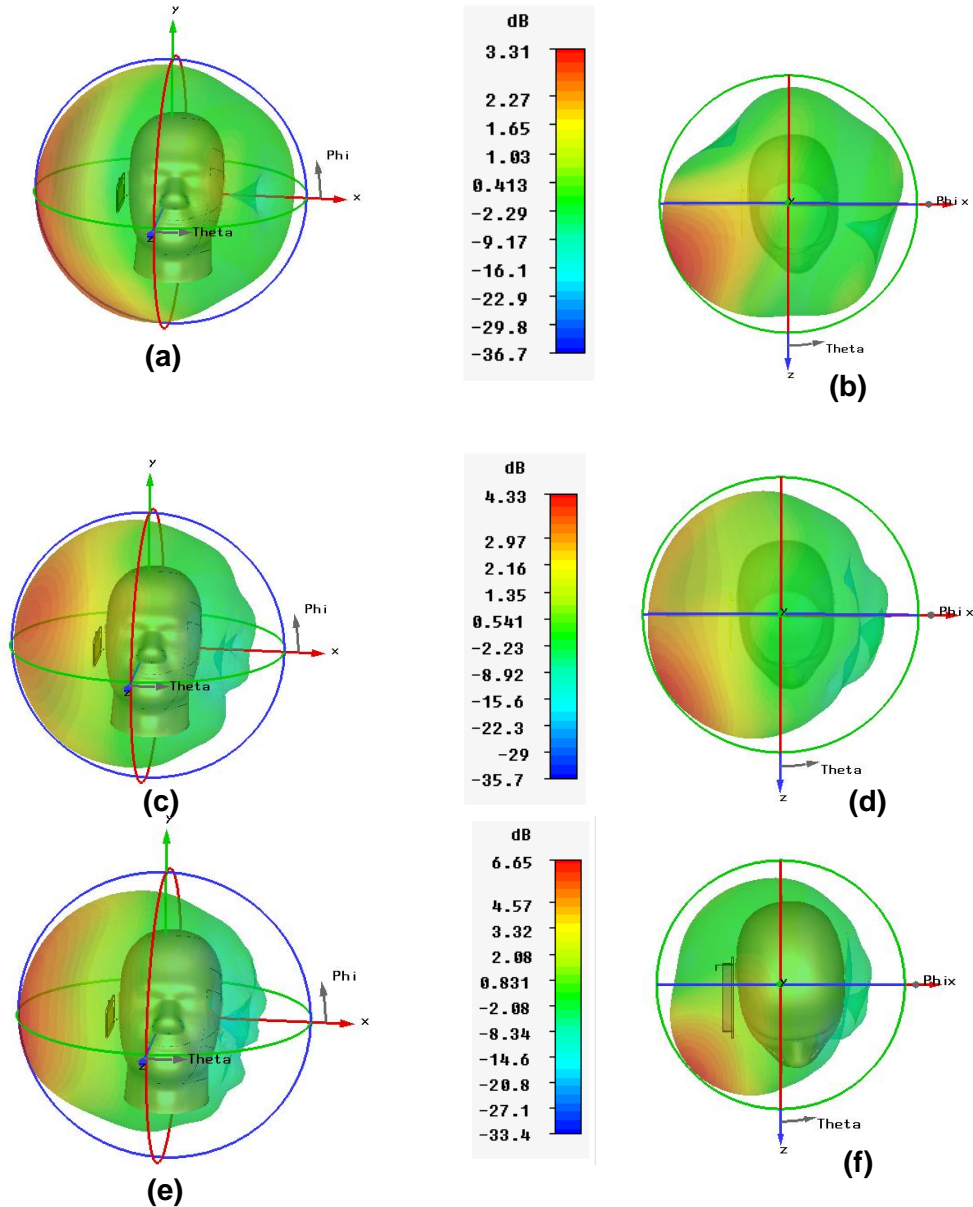 y
Phi
x
Theta
z
(a)
dB
3.31
2.27
1.65
1.03
0.413
-2.29
-9.17
-16.1
-22.9
-29.8
-36.7
y
Phi x
Theta
z
(b)
y
Phi
x
Theta
z
(c)
dB
4.33
2.97
2.16
1.35
0.541
-2.23
-8.92
-15.6
-22.3
-29
-35.7
y
Phi x
Theta
z
(d)
y
Phi
x
Theta
z
(e)
dB
6.65
4.57
3.32
2.08
0.831
-2.08
-8.34
-14.6
-20.8
-27.1
-33.4
y
Phi x
Theta
z
(f)